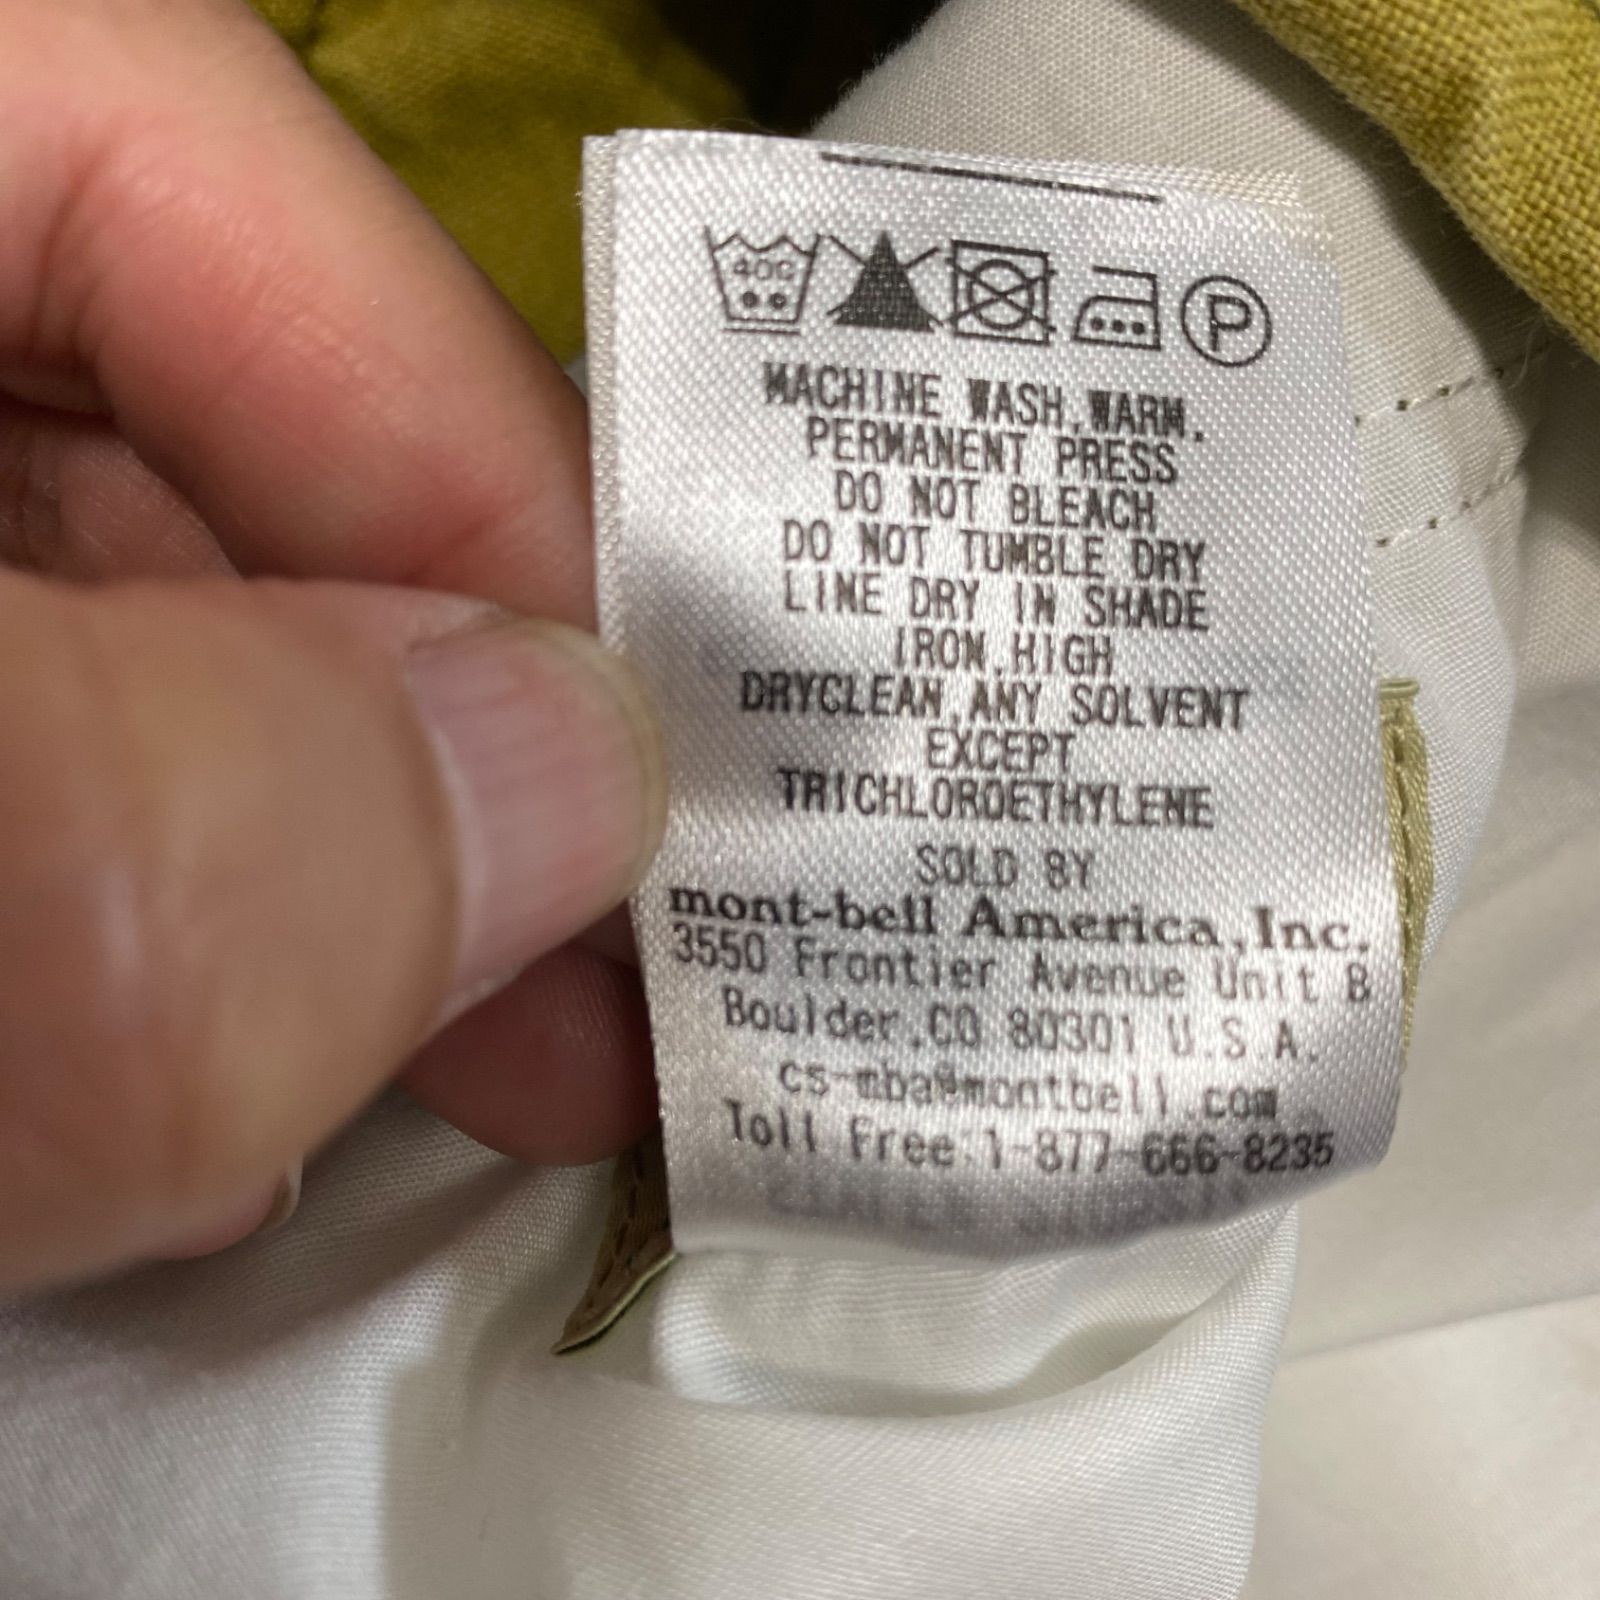 40C
P
MACHINE WASH,WARM,
PERMANENT PRESS
DO NOT BLEACH
DO NOT TUMBLE DRY
LINE DRY IN SHADE
IRON,HIGH
DRYCLEAN,ANY SOLVENT
EXCEPT
TRICHLOROETHYLENE
SOLD BY
mont-bell America,Inc.
3550 Frontier Avenue Unit B
Boulder,CO 80301 U.S.A.
cs-mba@montbell.com
Toll Free:1-877-666-8235